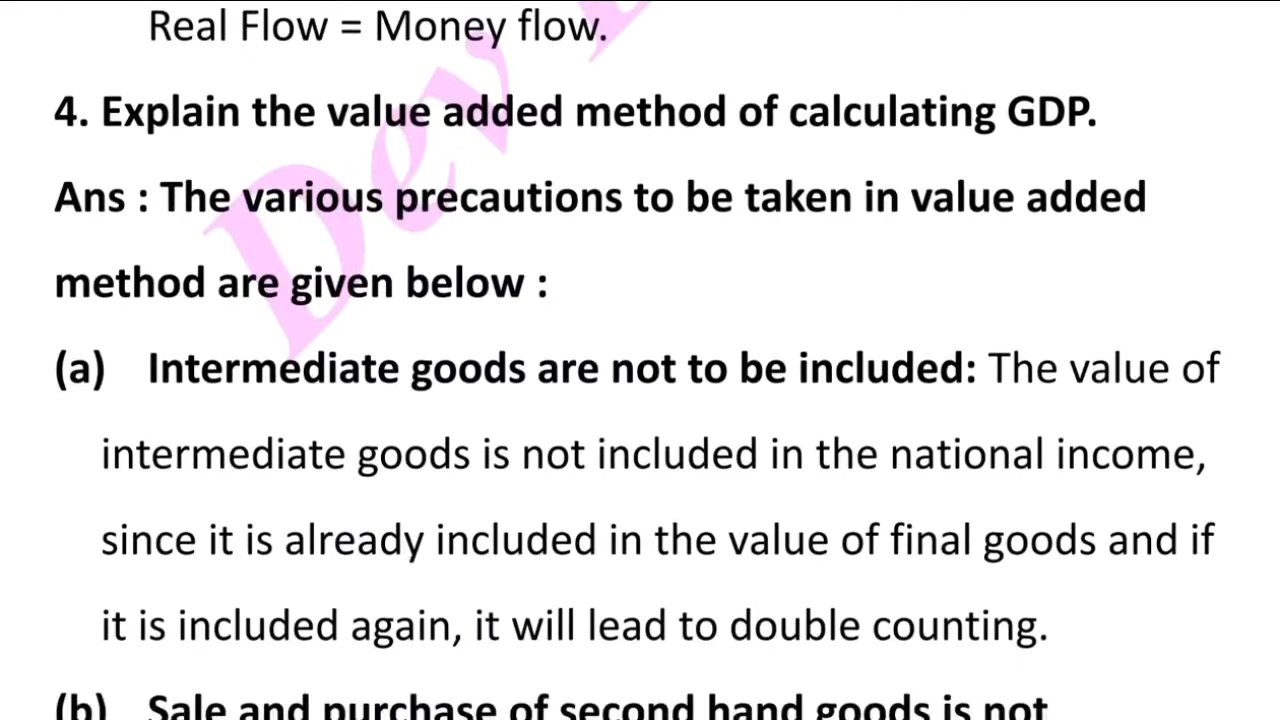 Real Flow = Money flow.
4. Explain the value added method of calculating GDP.
Ans : The various precautions to be taken in value added
method are given below :
(a) Intermediate goods are not to be included: The value of
intermediate goods is not included in the national income,
since it is already included in the value of final goods and if
it is included again, it will lead to double counting.
(b) Sale and purchase of second hand goods is not
Dev